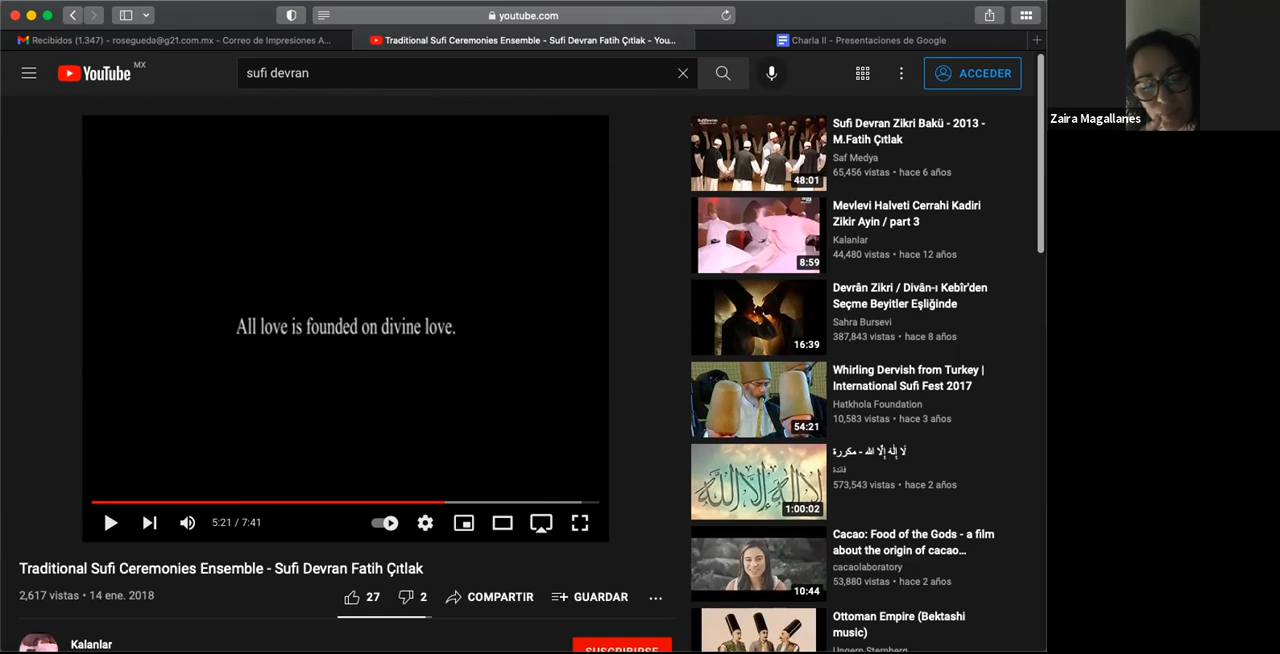 youtube.com
Recibidos (1.347) - rosegueda@g21.com.mx - Correo de Impresiones A...
Traditional Sufi Ceremonies Ensemble - Sufi Devran Fatih Çıtlak - You...
Charla II - Presentaciones de Google
YouTube MX
sufi devran
ACCEDER
All love is founded on divine love.
5:21 / 7:41
Traditional Sufi Ceremonies Ensemble - Sufi Devran Fatih Çıtlak
2,617 vistas • 14 ene. 2018
27
2
COMPARTIR
GUARDAR
Kalanlar
SUSCRIBIRSE
48:01
Sufi Devran Zikri Bakü - 2013 -
M.Fatih Çıtlak
Saf Medya
65,456 vistas • hace 6 años
8:59
Mevlevi Halveti Cerrahi Kadiri
Zikir Ayin / part 3
Kalanlar
44,480 vistas • hace 12 años
16:39
Devrân Zikri / Divân-ı Kebîr'den
Seçme Beyitler Eşliğinde
Sahra Bursevi
387,843 vistas • hace 8 años
54:21
Whirling Dervish from Turkey |
International Sufi Fest 2017
Hatkhola Foundation
10,583 vistas • hace 3 años
لا إله إلا الله
1:00:02
لَا إِلَٰهَ إِلَّا الله - مكررة
فائدة
573,543 vistas • hace 2 años
10:44
Cacao: Food of the Gods - a film
about the origin of cacao...
cacaolaboratory
53,880 vistas • hace 2 años
Ottoman Empire (Bektashi
music)
Ungern Sternberg
Zaira Magallanes